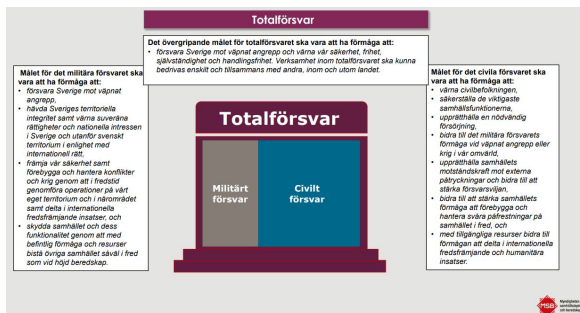 Totalförsvar
Det övergripande målet för totalförsvaret ska vara att ha förmåga att:
• försvara Sverige mot väpnat angrepp och värna vår säkerhet, frihet,
självständighet och handlingsfrihet. Verksamhet inom totalförsvaret ska kunna
bedrivas enskilt och tillsammans med andra, inom och utom landet.
Målet för det militära försvaret ska
vara att ha förmåga att:
• försvara Sverige mot väpnat
angrepp,
• hävda Sveriges territoriella
integritet samt värna suveräna
rättigheter och nationella intressen
i Sverige och utanför svenskt
territorium i enlighet med
internationell rätt,
• främja vår säkerhet samt
förebygga och hantera konflikter
och krig genom att i fredstid
genomföra operationer på vårt
eget territorium och i närområdet
samt delta i internationella
fredsfrämjande insatser, och
• skydda samhället och dess
funktionalitet genom att med
befintlig förmåga och resurser
bistå övriga samhället såväl i fred
som vid höjd beredskap.
Totalförsvar
Militärt
försvar
Civilt
försvar
Målet för det civila försvaret ska
vara att ha förmåga att:
• värna civilbefolkningen,
• säkerställa de viktigaste
samhällsfunktionerna,
• upprätthålla en nödvändig
försörjning,
• bidra till det militära försvarets
förmåga vid väpnat angrepp eller
krig i vår omvärld,
• upprätthålla samhällets
motståndskraft mot externa
påtryckningar och bidra till att
stärka försvarsviljan,
• bidra till att stärka samhällets
förmåga att förebygga och
hantera svåra påfrestningar på
samhället i fred, och
• med tillgängliga resurser bidra till
förmågan att delta i internationella
fredsfrämjande och humanitära
insatser.
MSB
Myndigheten
och beredskap